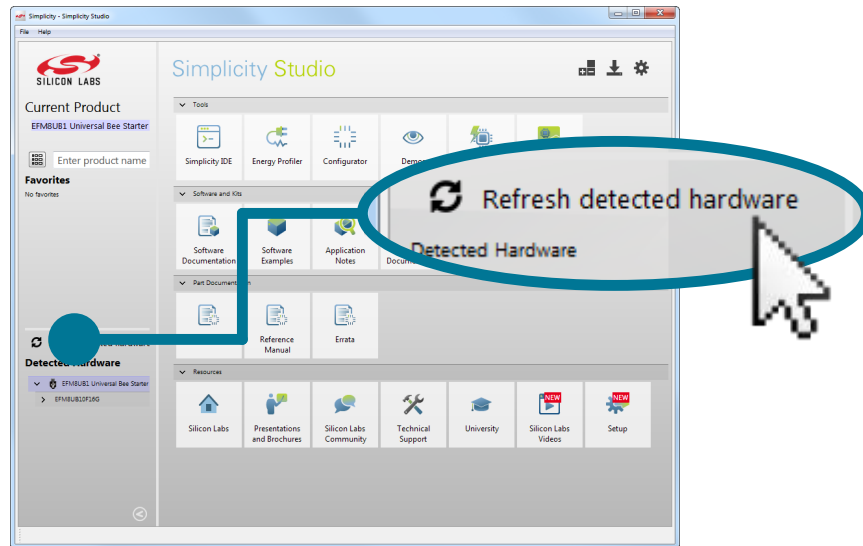 Simplicity - Simplicity Studio
File Help
SILICON LABS
Current Product
EFM8UB1 Universal Bee Starter
Enter product name
Favorites
No favorites
Detected Hardware
EFM8UB1 Universal Bee Starter
EFM8UB10F16G
Simplicity Studio
Tools
Simplicity IDE
Energy Profiler
Configurator
Software and Kits
Software
Documentation
Software
Examples
Application
Notes
Part Documentation
Reference
Manual
Errata
Resources
Silicon Labs
Presentations
and Brochures
Silicon Labs
Community
Technical
Support
University
NEW
Silicon Labs
Videos
NEW
Setup
Refresh detected hardware
Detected Hardware